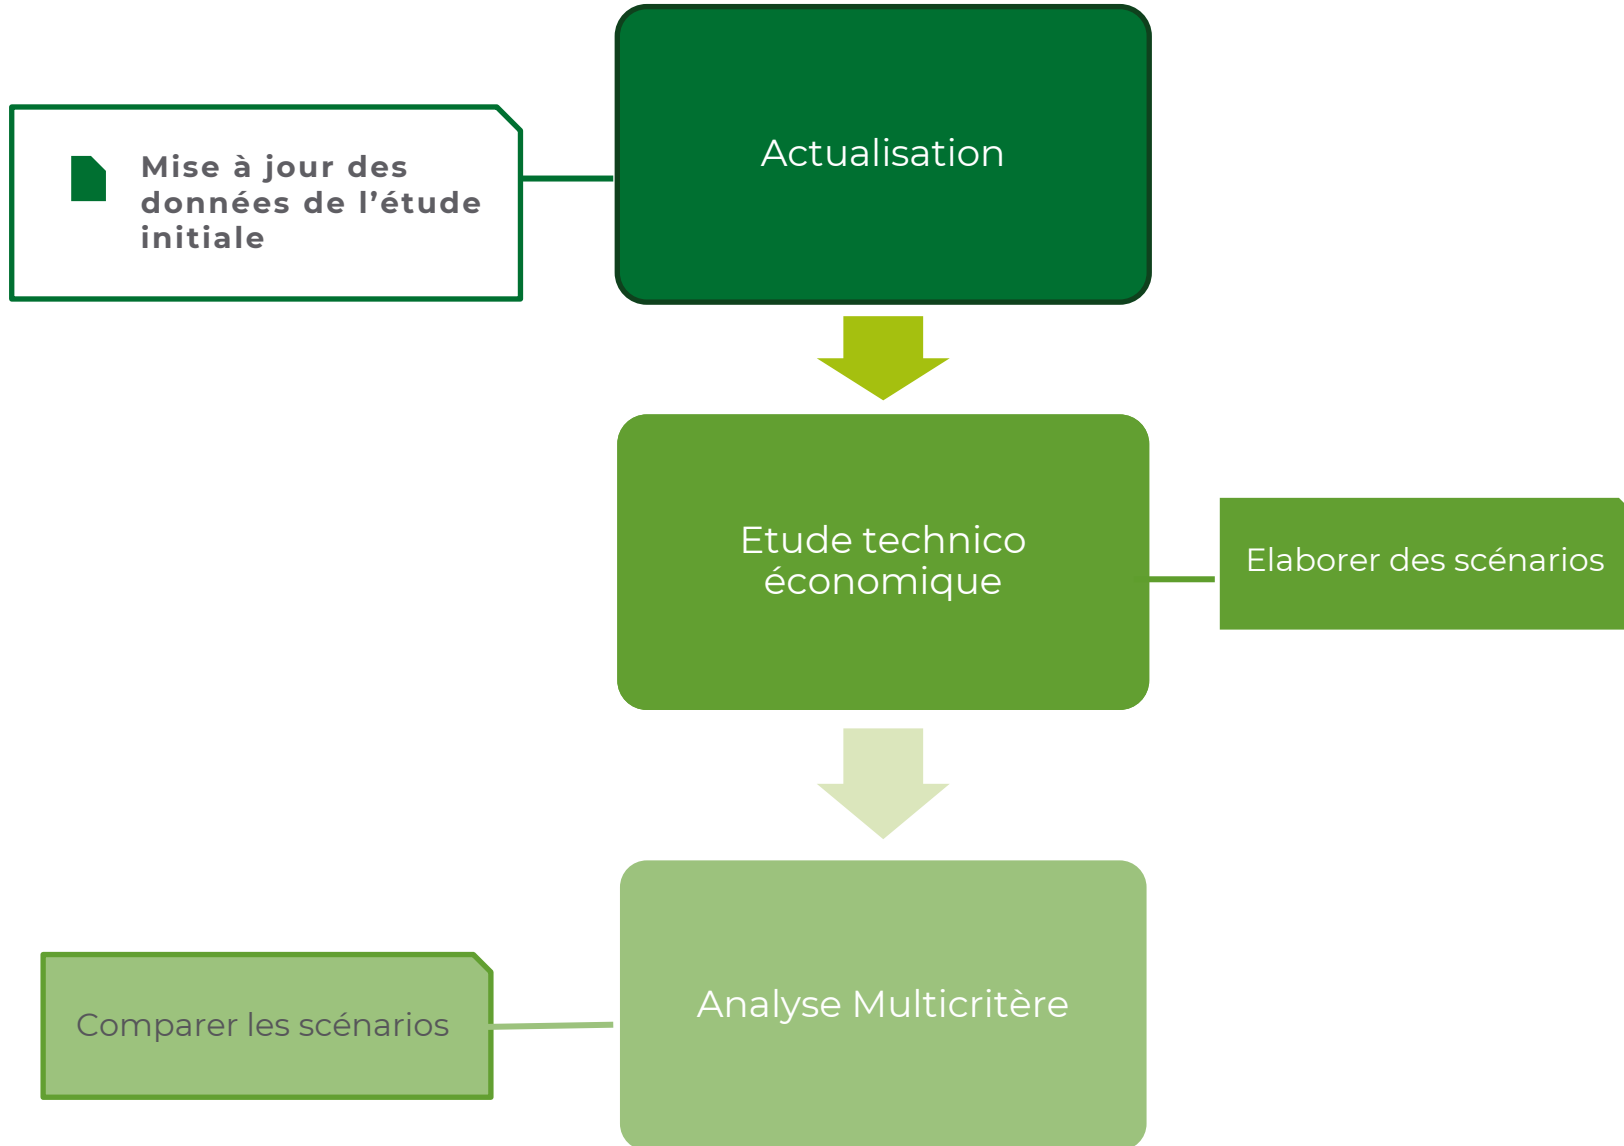 Actualisation
Mise à jour des
données de l’étude
initiale
Etude technico
économique
Elaborer des scénarios
Analyse Multicritère
Comparer les scénarios